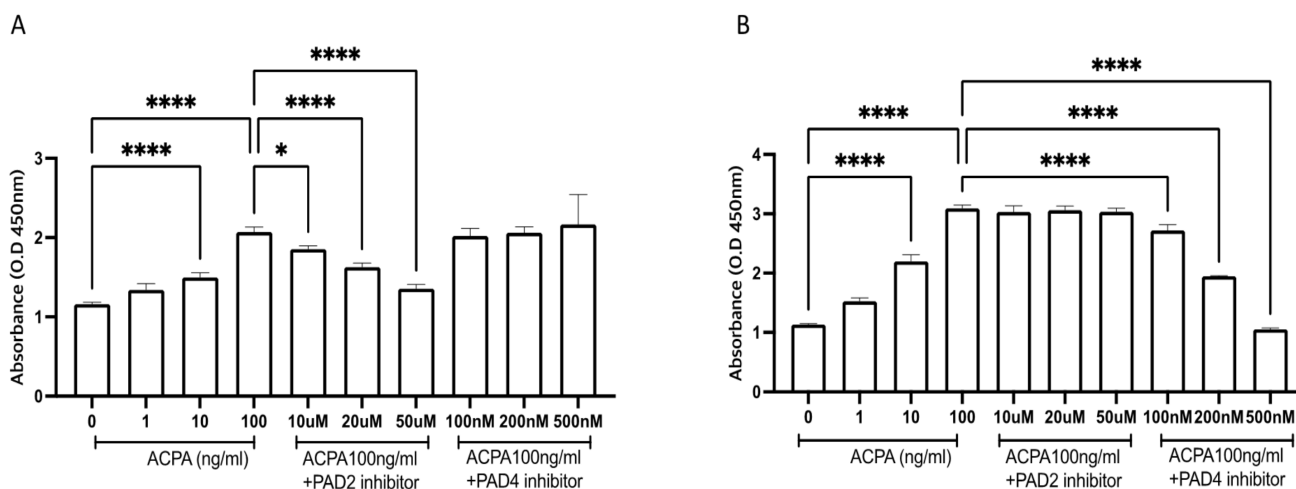 A
****
****
****
****
*
Absorbance (O.D 450nm)
3
2
1
0
0 1 10 100 10uM 20uM 50uM 100nM 200nM 500nM
ACPA (ng/ml)
ACPA100ng/ml
+PAD2 inhibitor
ACPA100ng/ml
+PAD4 inhibitor
B
****
****
****
****
****
Absorbance (O.D 450nm)
4
3
2
1
0
0 1 10 100 10uM 20uM 50uM 100nM 200nM 500nM
ACPA (ng/ml)
ACPA100ng/ml
+PAD2 inhibitor
ACPA100ng/ml
+PAD4 inhibitor